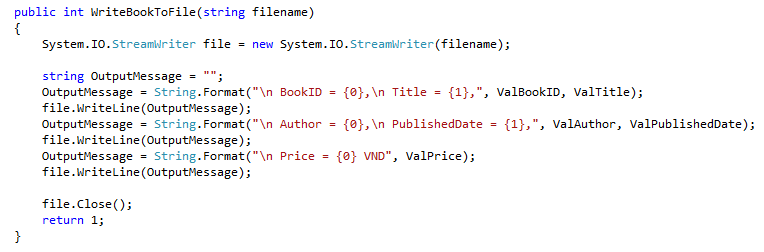 public int WriteBookToFile(string filename)
{
    System.IO.StreamWriter file = new System.IO.StreamWriter(filename);

    string OutputMessage = "";
    OutputMessage = String.Format("\n BookID = {0},\n Title = {1},", ValBookID, ValTitle);
    file.WriteLine(OutputMessage);
    OutputMessage = String.Format("\n Author = {0},\n PublishedDate = {1},", ValAuthor, ValPublishedDate);
    file.WriteLine(OutputMessage);
    OutputMessage = String.Format("\n Price = {0} VND", ValPrice);
    file.WriteLine(OutputMessage);

    file.Close();
    return 1;
}